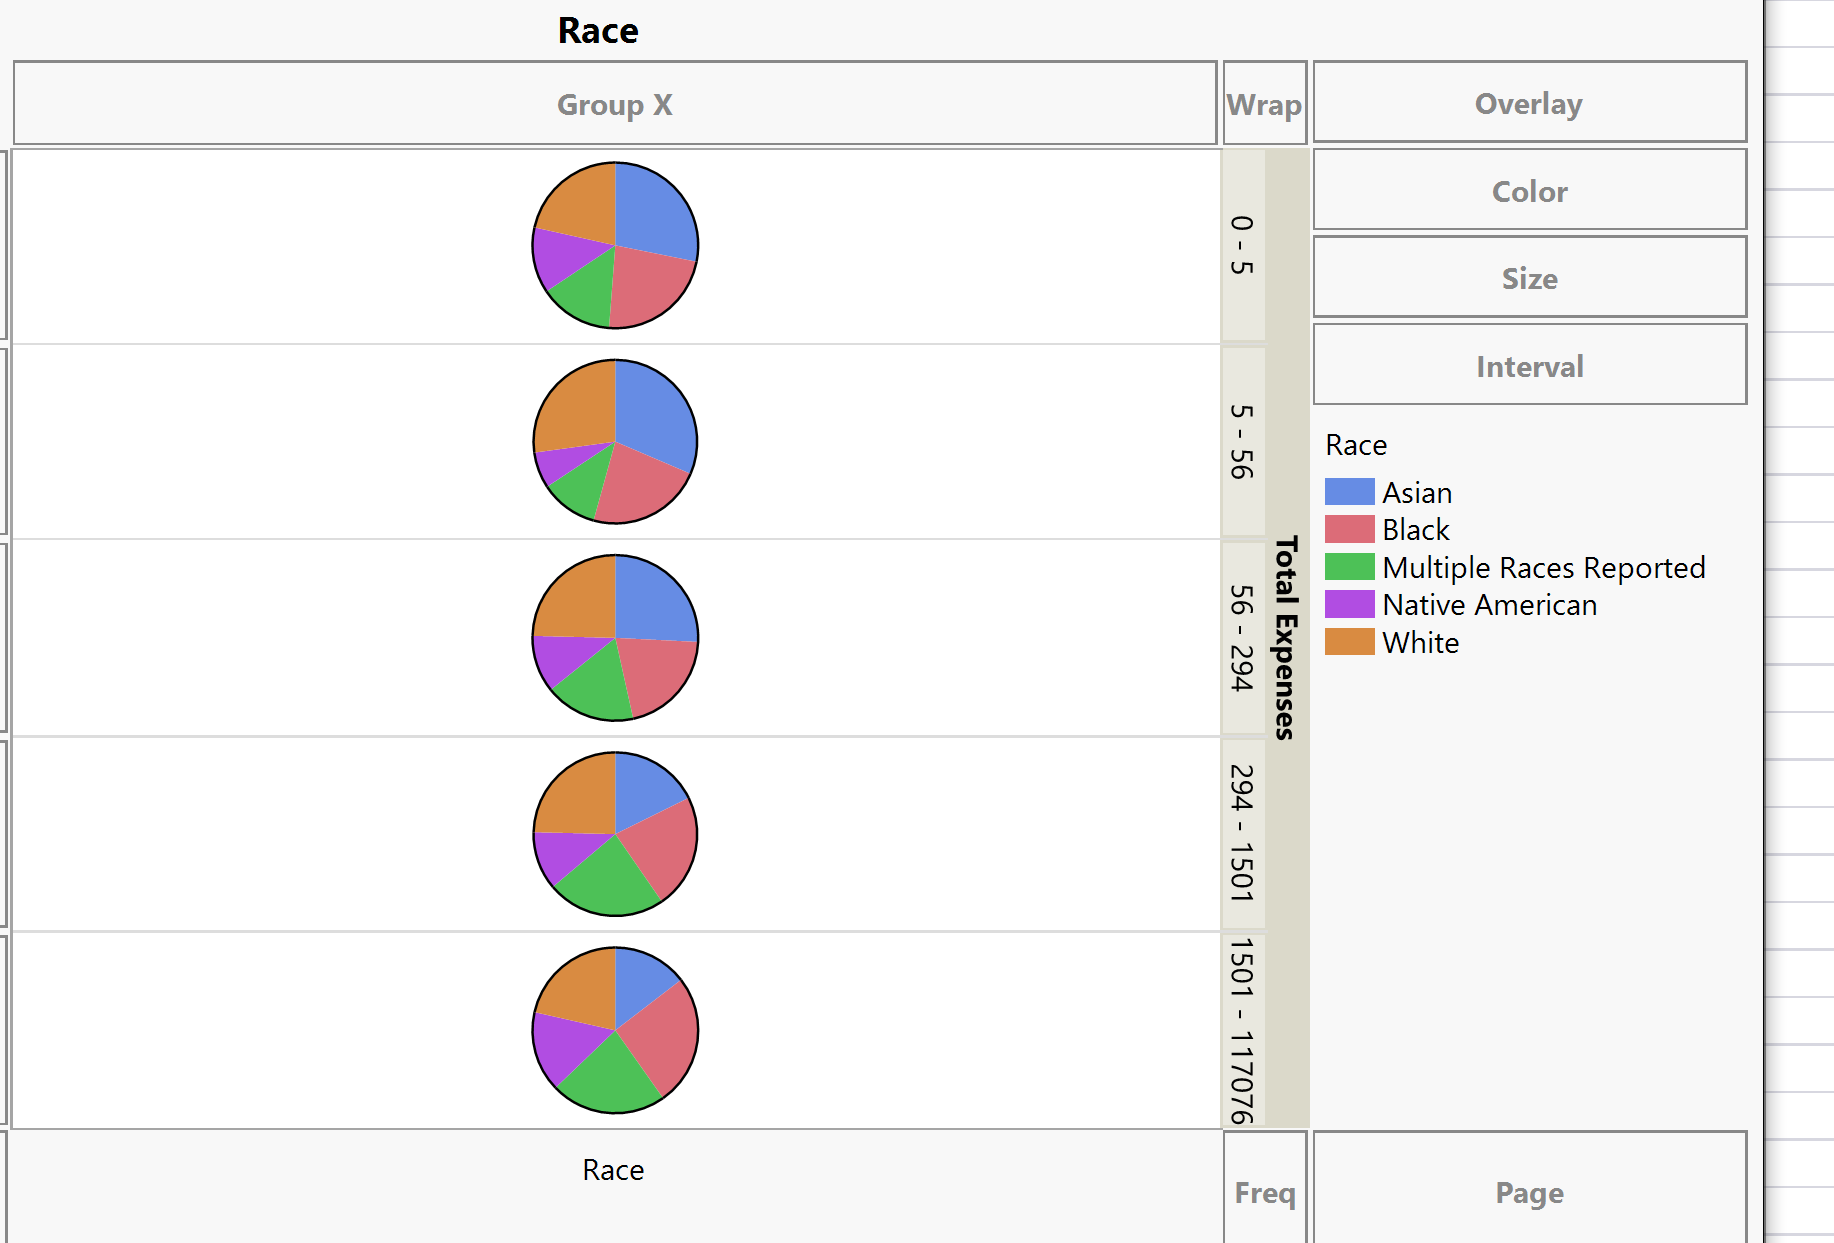 Race
Group X
Wrap
Overlay
Color
Size
Interval
0 - 5
5 - 56
56 - 294
294 - 1501
1501 - 117076
Total Expenses
Race
Asian
Black
Multiple Races Reported
Native American
White
Race
Freq
Page